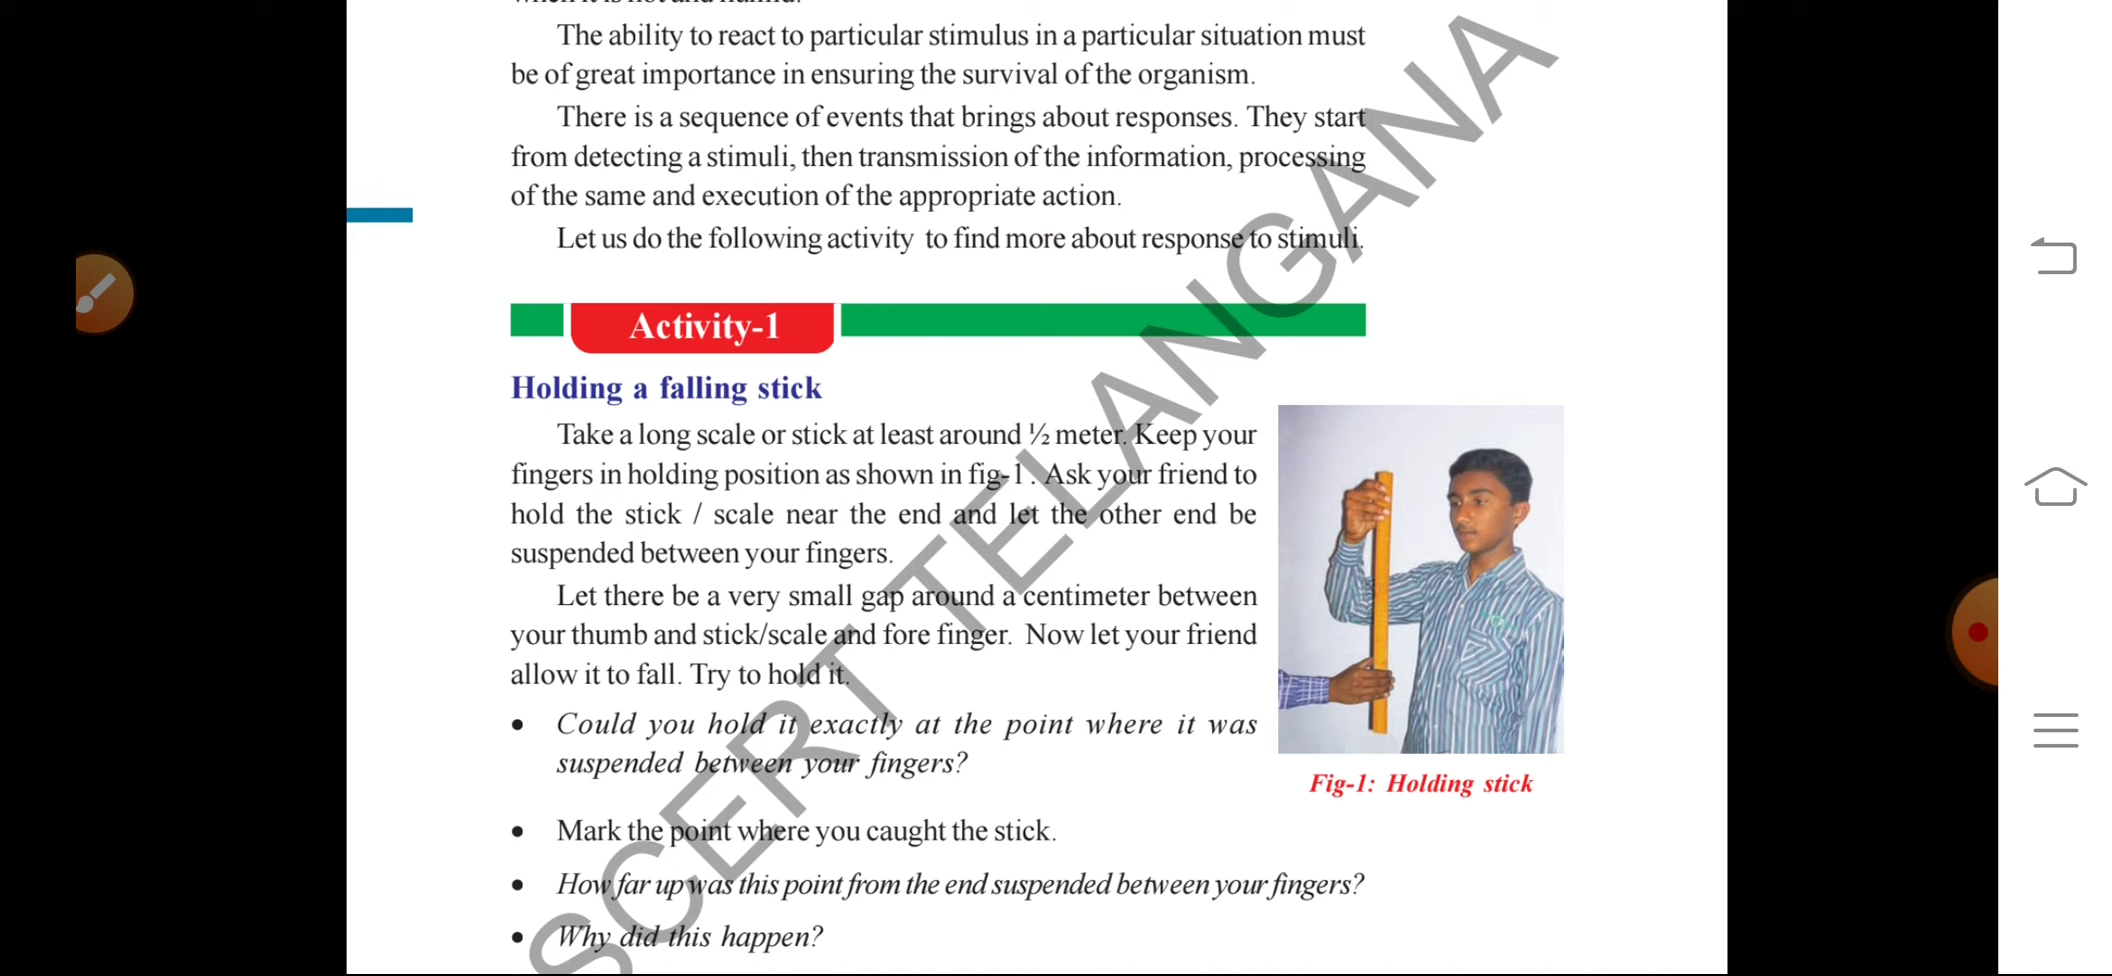 The ability to react to particular stimulus in a particular situation must
be of great importance in ensuring the survival of the organism.
There is a sequence of events that brings about responses. They start
from detecting a stimuli, then transmission of the information, processing
of the same and execution of the appropriate action.
Let us do the following activity to find more about response to stimuli.
Activity-1
Holding a falling stick
Take a long scale or stick at least around ½ meter. Keep your
fingers in holding position as shown in fig-1 . Ask your friend to
hold the stick / scale near the end and let the other end be
suspended between your fingers.
Let there be a very small gap around a centimeter between
your thumb and stick/scale and fore finger. Now let your friend
allow it to fall. Try to hold it.
• Could you hold it exactly at the point where it was
suspended between your fingers?
Fig-1: Holding stick
• Mark the point where you caught the stick.
• How far up was this point from the end suspended between your fingers?
• Why did this happen?
SCERT TELANGANA